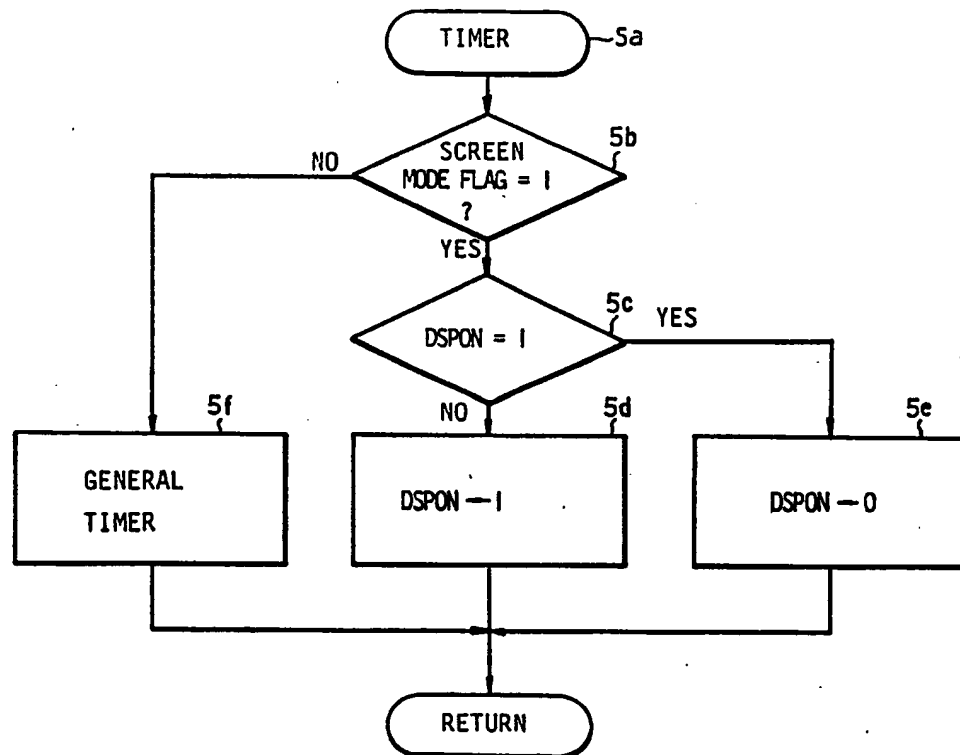 TIMER
5a
SCREEN
MODE FLAG = 1
?
5b
NO
YES
DSPON = 1
5c
YES
NO
5f
GENERAL
TIMER
5d
DSPON ← 1
5e
DSPON ← 0
RETURN